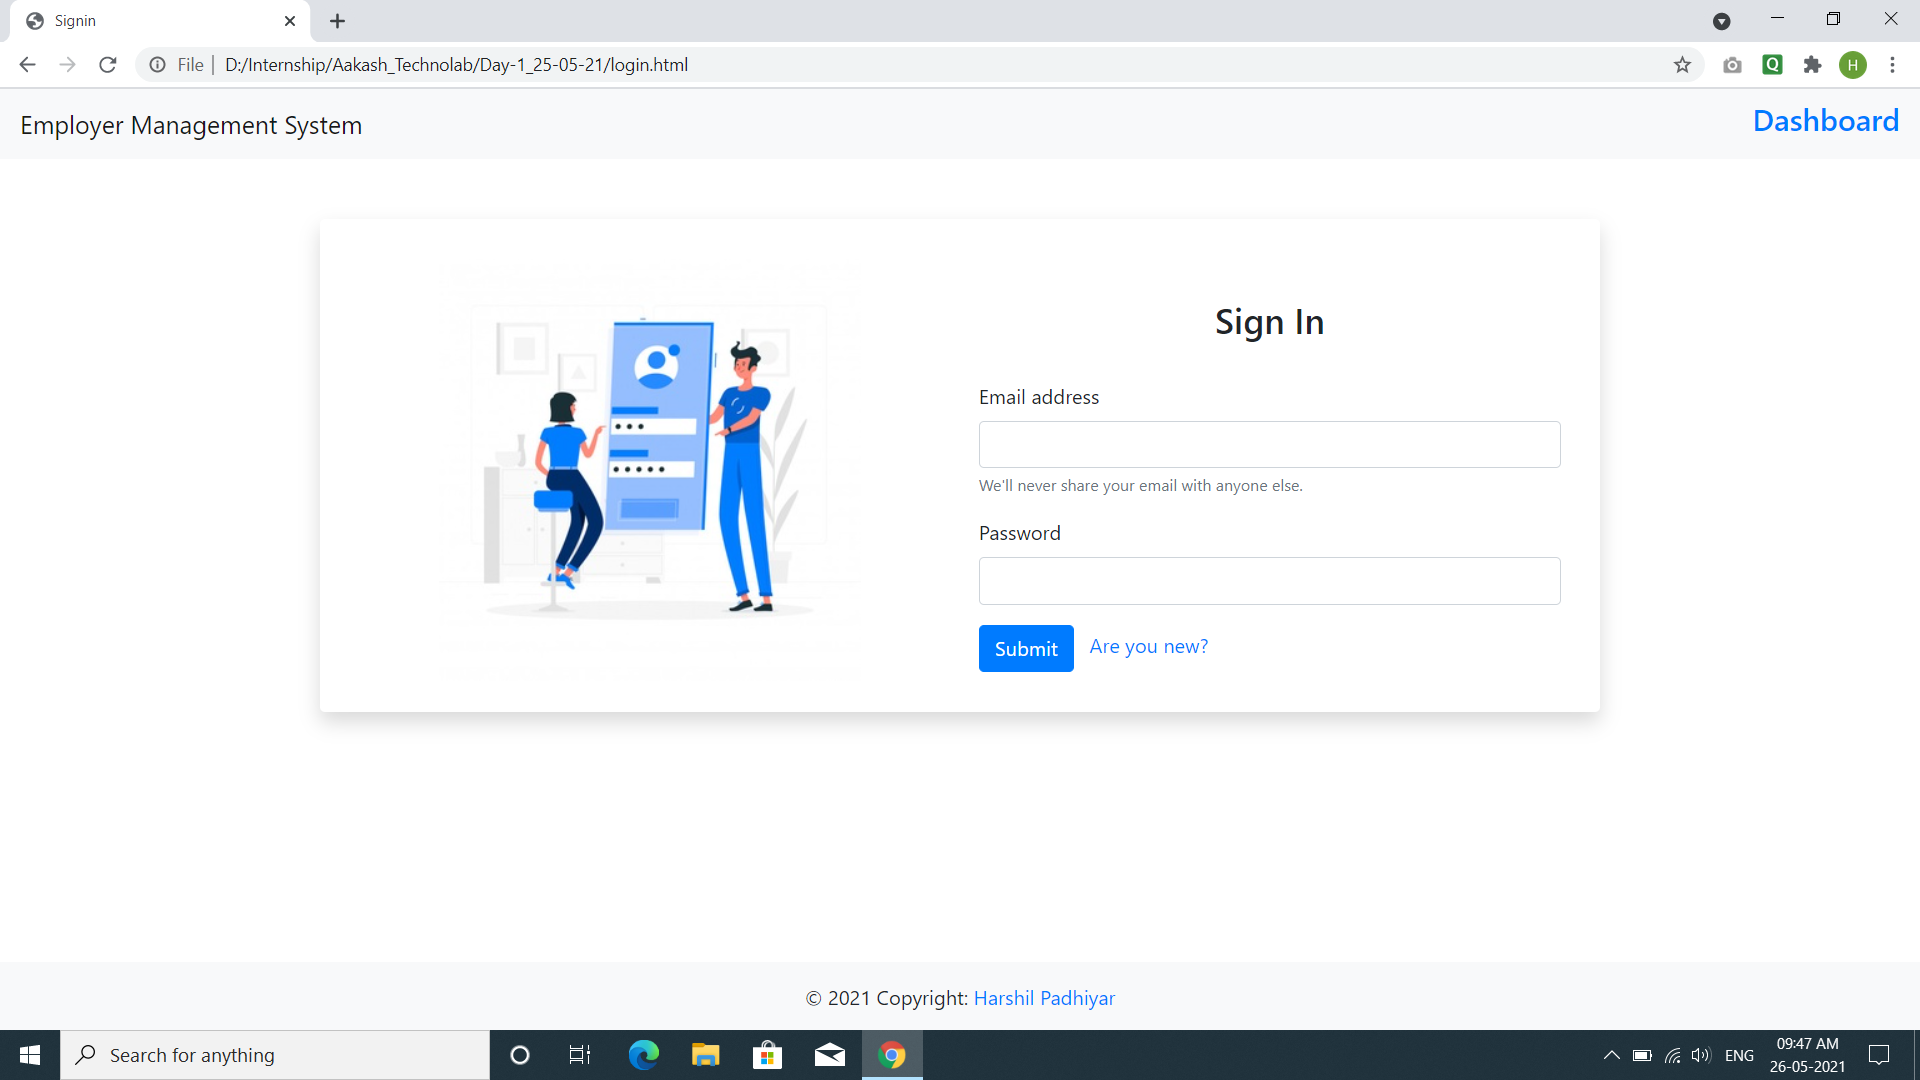 Signin
File
D:/Internship/Aakash_Technolab/Day-1_25-05-21/login.html
Q
H
Employer Management System
Dashboard
Sign In
Email address
We'll never share your email with anyone else.
Password
Submit
Are you new?
© 2021 Copyright: Harshil Padhiyar
Search for anything
ENG
09:47 AM
26-05-2021